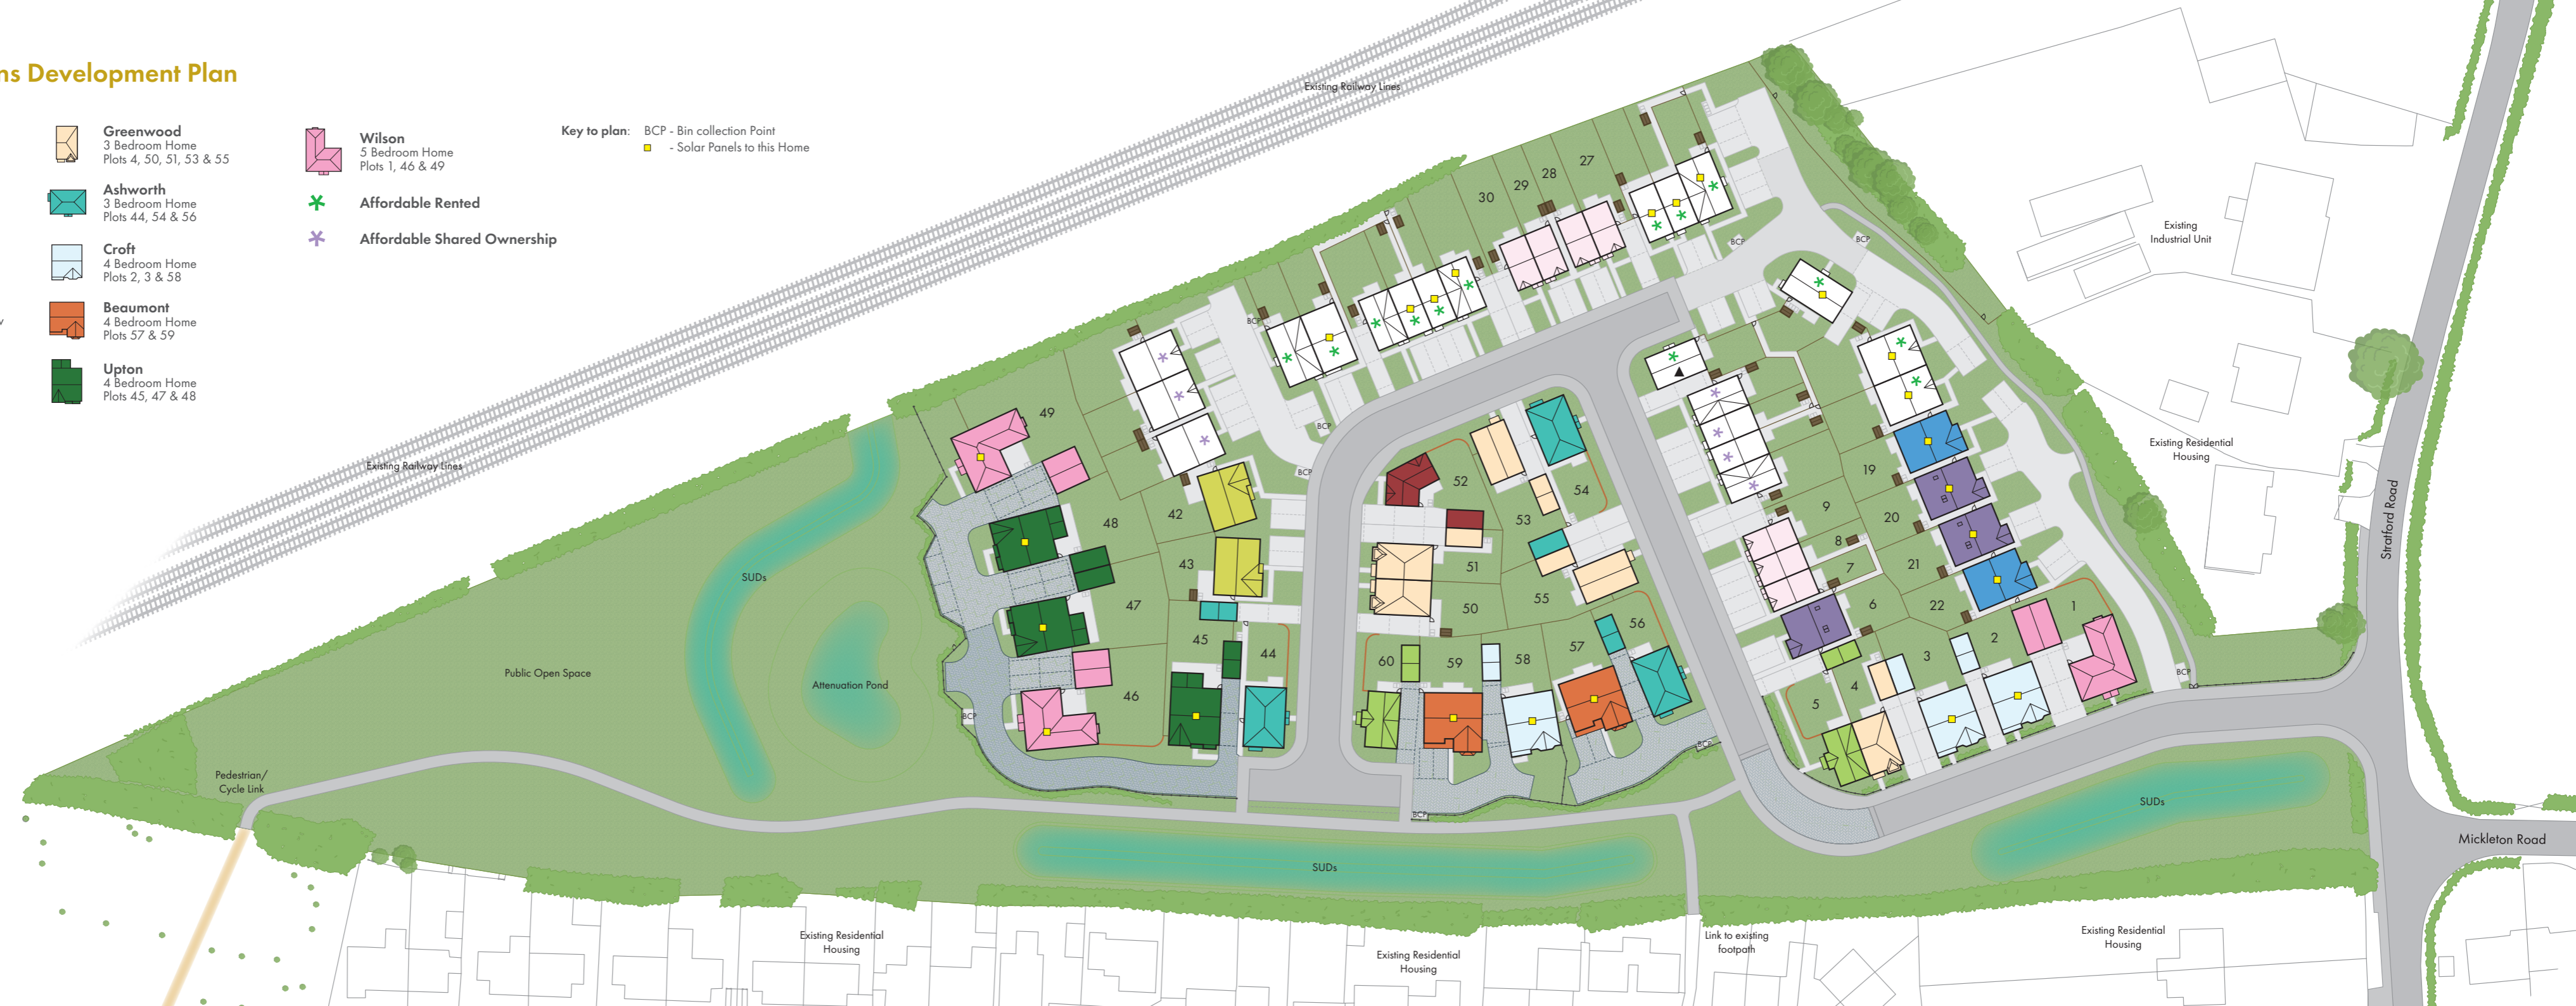 ns Development Plan
Greenwood
3 Bedroom Home
Plots 4, 50, 51, 53 & 55
Ashworth
3 Bedroom Home
Plots 44, 54 & 56
Croft
4 Bedroom Home
Plots 2, 3 & 58
Beaumont
4 Bedroom Home
Plots 57 & 59
Upton
4 Bedroom Home
Plots 45, 47 & 48
Wilson
5 Bedroom Home
Plots 1, 46 & 49
Affordable Rented
Affordable Shared Ownership
Key to plan: BCP - Bin collection Point
- Solar Panels to this Home
Existing Railway Lines
Existing Railway Lines
27
28
29
30
BCP
BCP
BCP
BCP
BCP
Existing
Industrial Unit
Existing Residential
Housing
Stratford Road
Mickleton Road
49
48
47
46
42
43
45
44
52
51
50
53
54
55
56
57
58
59
60
19
20
21
22
9
8
7
6
5
4
3
2
1
B
B
B
BCP
BCP
BCP
BCP
SUDs
Attenuation Pond
Public Open Space
Pedestrian/
Cycle Link
SUDs
SUDs
Existing Residential
Housing
Existing Residential
Housing
Link to existing
footpath
Existing Residential
Housing